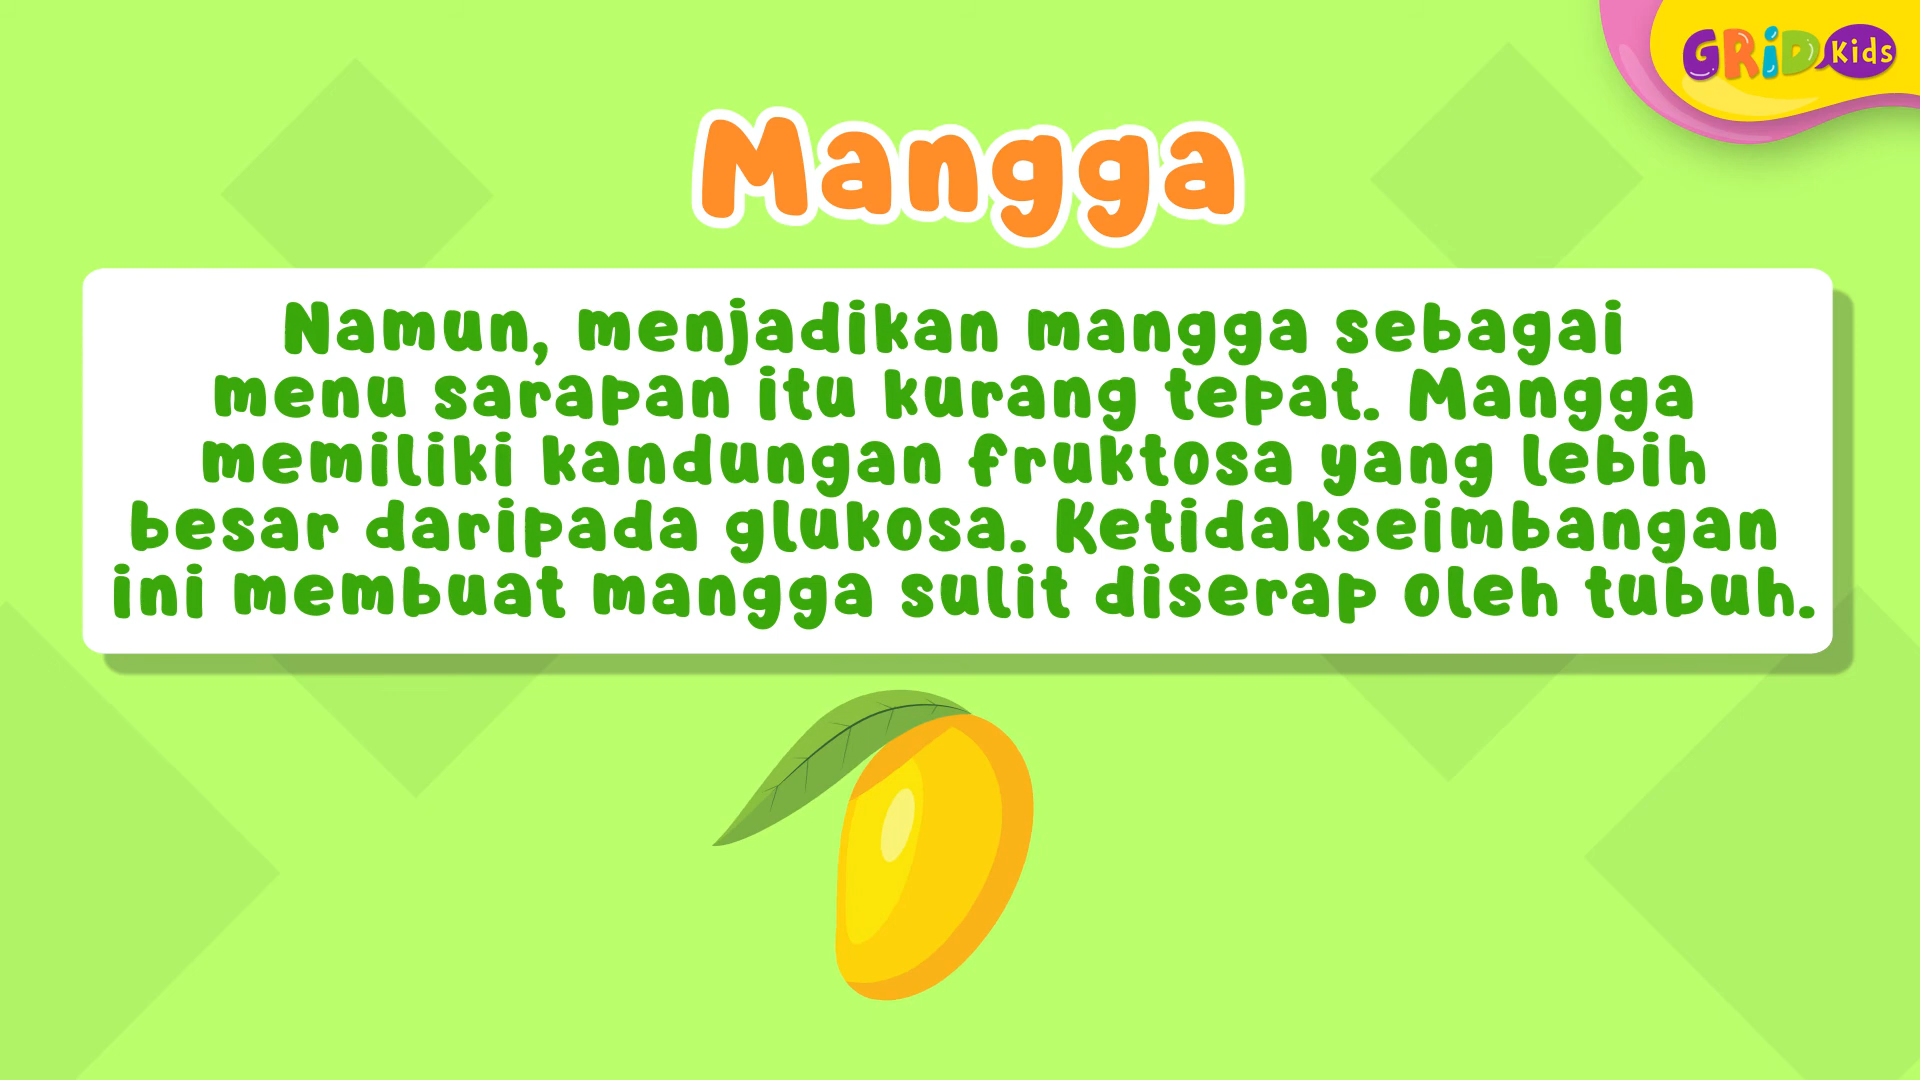 GRiD Kids
Mangga
Namun, menjadikan mangga sebagai
menu sarapan itu kurang tepat. Mangga
memiliki kandungan fruktosa yang lebih
besar daripada glukosa. Ketidakseimbangan
ini membuat mangga sulit diserap oleh tubuh.